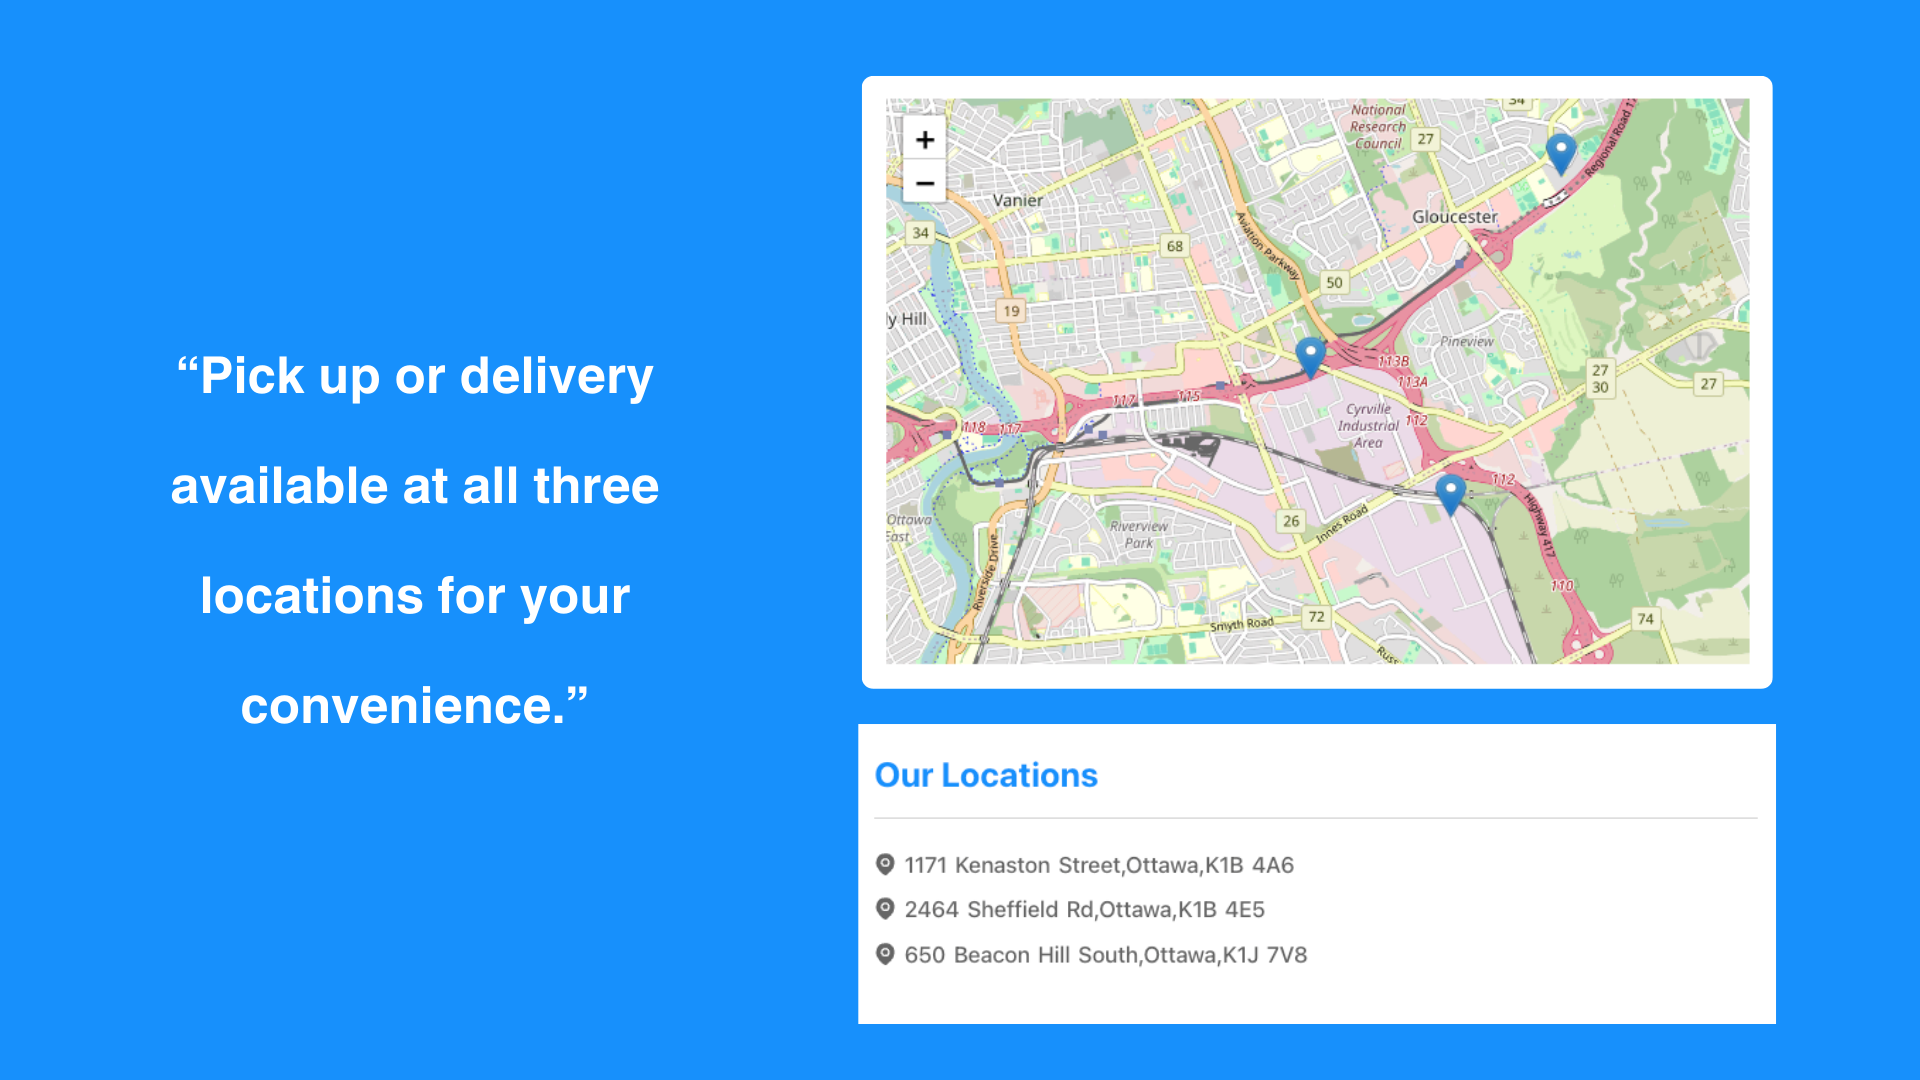 “Pick up or delivery
available at all three
locations for your
convenience.”
+
−
National
Research
Council
27
34
Regional Road 17
Vanier
Gloucester
34
68
Aviation Parkway
50
19
ly Hill
Pineview
113B
113A
27
30
27
117
115
Cyrville
Industrial
Area
112
118
117
112
Ottawa
East
Riverview
Park
26
Innes Road
Highway 417
Riverside Drive
110
Smyth Road
72
74
Russ
Our Locations
1171 Kenaston Street,Ottawa,K1B 4A6
2464 Sheffield Rd,Ottawa,K1B 4E5
650 Beacon Hill South,Ottawa,K1J 7V8